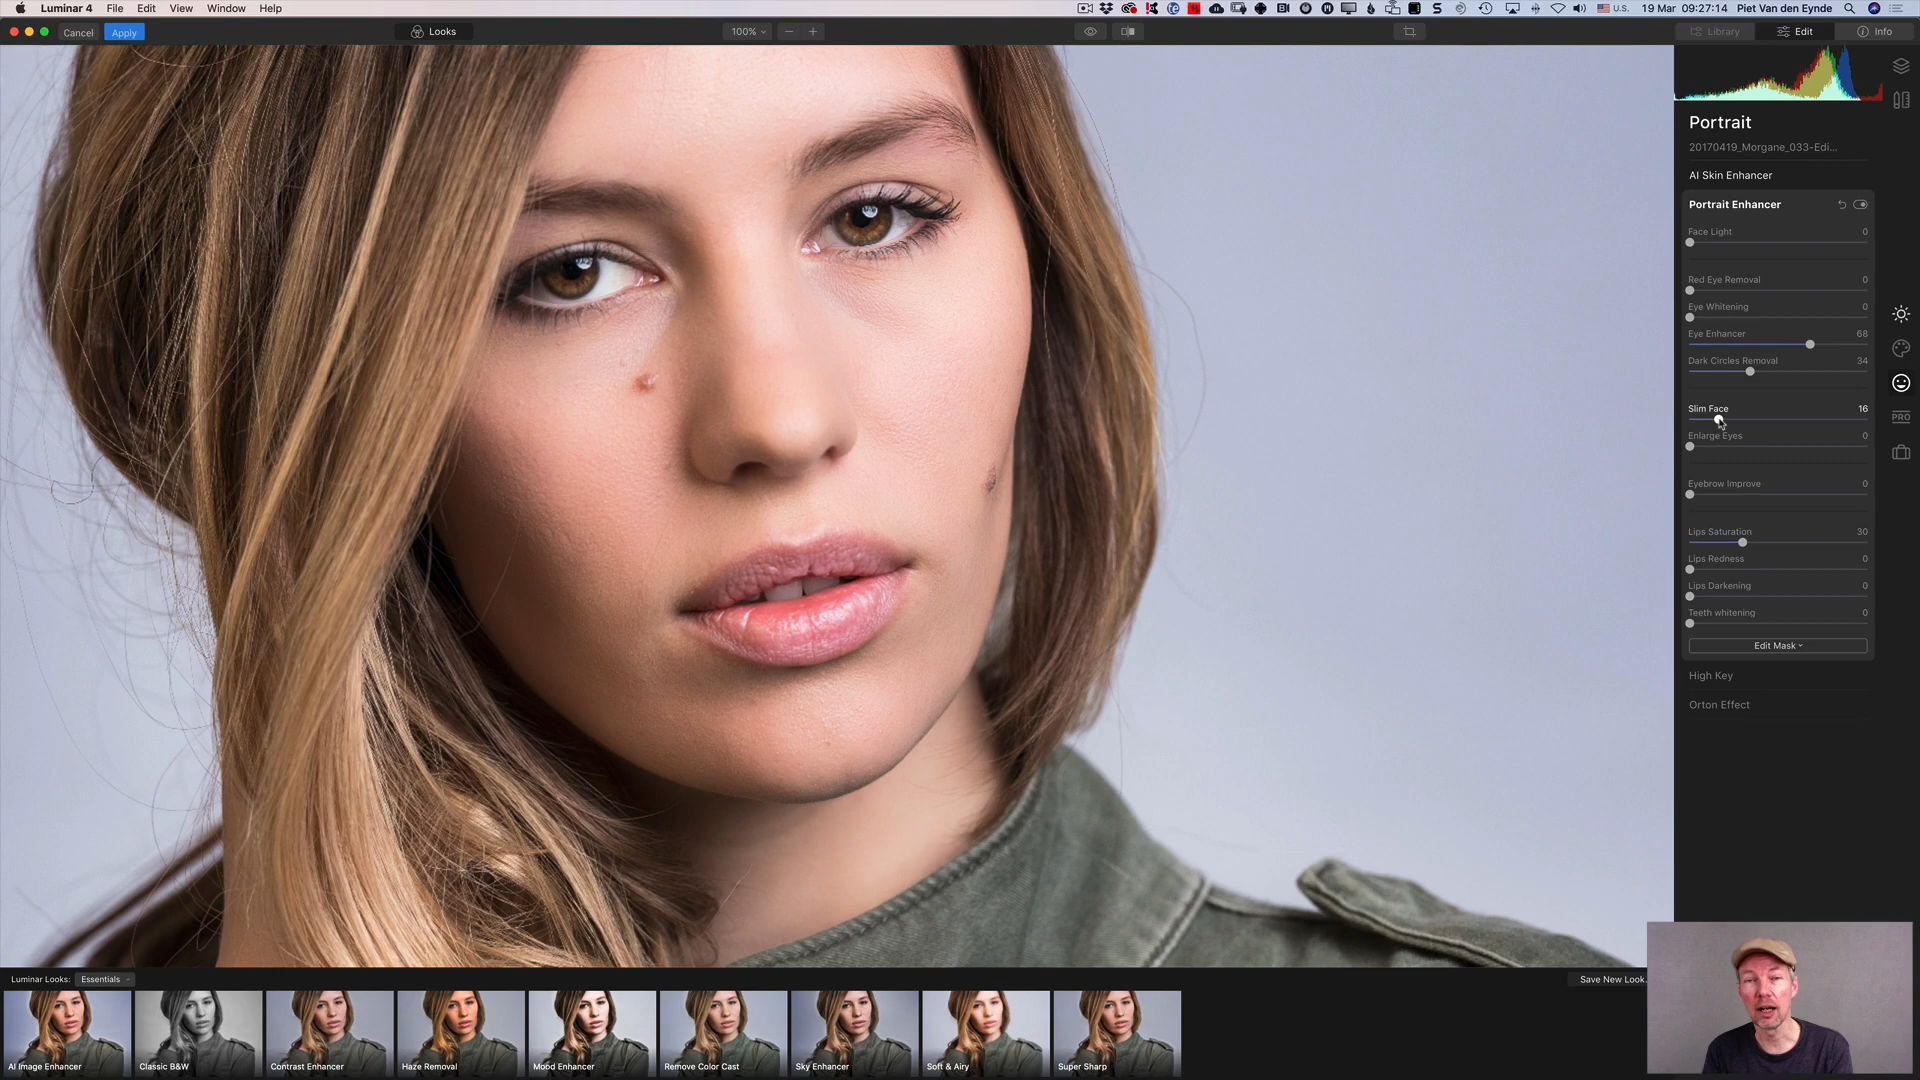 Luminar 4 File Edit View Window Help
U.S. 19 Mar 09:27:14 Piet Van den Eynde
Cancel Apply Looks 100% Library Edit Info
Portrait
20170419_Morgane_033-Edi...
AI Skin Enhancer
Portrait Enhancer
Face Light 0
Red Eye Removal 0
Eye Whitening 0
Eye Enhancer 68
Dark Circles Removal 34
Slim Face 16
Enlarge Eyes 0
Eyebrow Improve 0
Lips Saturation 30
Lips Redness 0
Lips Darkening 0
Teeth whitening 0
Edit Mask
High Key
Orton Effect
PRO
Luminar Looks: Essentials
Save New Look.
AI Image Enhancer
Classic B&W
Contrast Enhancer
Haze Removal
Mood Enhancer
Remove Color Cast
Sky Enhancer
Soft & Airy
Super Sharp